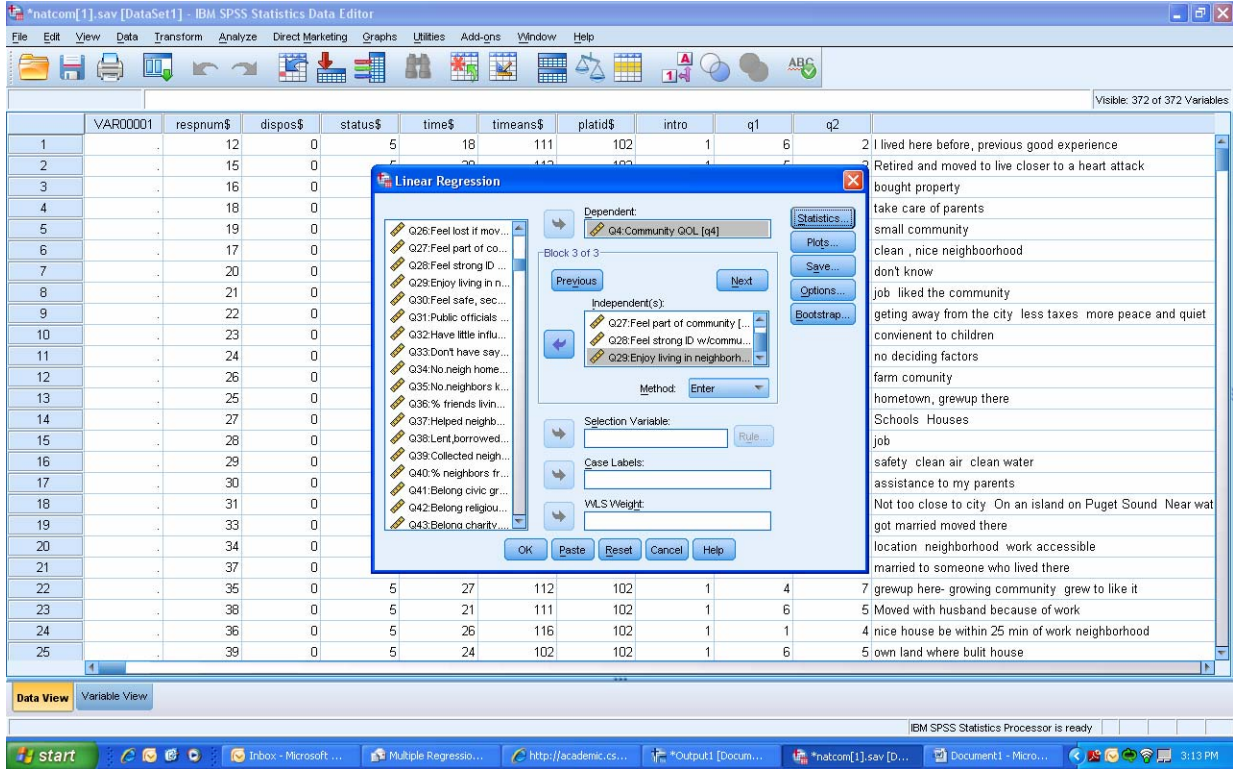 *natcom[1].sav [DataSet1] - IBM SPSS Statistics Data Editor
File Edit View Data Transform Analyze Direct Marketing Graphs Utilities Add-ons Window Help
Visible: 372 of 372 Variables
VAR00001 respnum$ dispos$ status$ time$ timeans$ platid$ intro q1 q2
1 . 12 0 5 18 111 102 1 6 2 I lived here before, previous good experience
2 . 15 0 Retired and moved to live closer to a heart attack
3 . 16 0 bought property
4 . 18 0 take care of parents
5 . 19 0 small community
6 . 17 0 clean , nice neighboorhood
7 . 20 0 don't know
8 . 21 0 job liked the community
9 . 22 0 geting away from the city less taxes more peace and quiet
10 . 23 0 convienent to children
11 . 24 0 no deciding factors
12 . 26 0 farm comunity
13 . 25 0 hometown, grewup there
14 . 27 0 Schools Houses
15 . 28 0 job
16 . 29 0 safety clean air clean water
17 . 30 0 assistance to my parents
18 . 31 0 Not too close to city On an island on Puget Sound Near wat
19 . 33 0 got married moved there
20 . 34 0 location neighborhood work accessible
21 . 37 0 married to someone who lived there
22 . 35 0 5 27 112 102 1 4 7 grewup here- growing community grew to like it
23 . 38 0 5 21 111 102 1 6 5 Moved with husband because of work
24 . 36 0 5 26 116 102 1 1 4 nice house be within 25 min of work neighborhood
25 . 39 0 5 24 102 102 1 6 5 own land where bulit house
Linear Regression
Q26:Feel lost if mov...
Q27:Feel part of co...
Q28:Feel strong ID ...
Q29:Enjoy living in n...
Q30:Feel safe, sec...
Q31:Public officials ...
Q32:Have little influ...
Q33:Don't have say...
Q34:No.neigh home...
Q35:No.neighbors k...
Q36:% friends livin...
Q37:Helped neighb...
Q38:Lent,borrowed...
Q39:Collected neigh...
Q40:% neighbors fr...
Q41:Belong civic gr...
Q42:Belong religiou...
Q43:Belong charity,...
Dependent:
Q4:Community QOL [q4]
Block 3 of 3
Previous Next
Independent(s):
Q27:Feel part of community [...
Q28:Feel strong ID w/commu...
Q29:Enjoy living in neighborh...
Method: Enter
Selection Variable:
Rule...
Case Labels:
WLS Weight:
Statistics...
Plots...
Save...
Options...
Bootstrap...
OK Paste Reset Cancel Help
Data View Variable View
IBM SPSS Statistics Processor is ready
start Inbox - Microsoft ... Multiple Regressio... http://academic.cs... *Output1 [Docum... *natcom[1].sav [D... Document1 - Micro... 3:13 PM